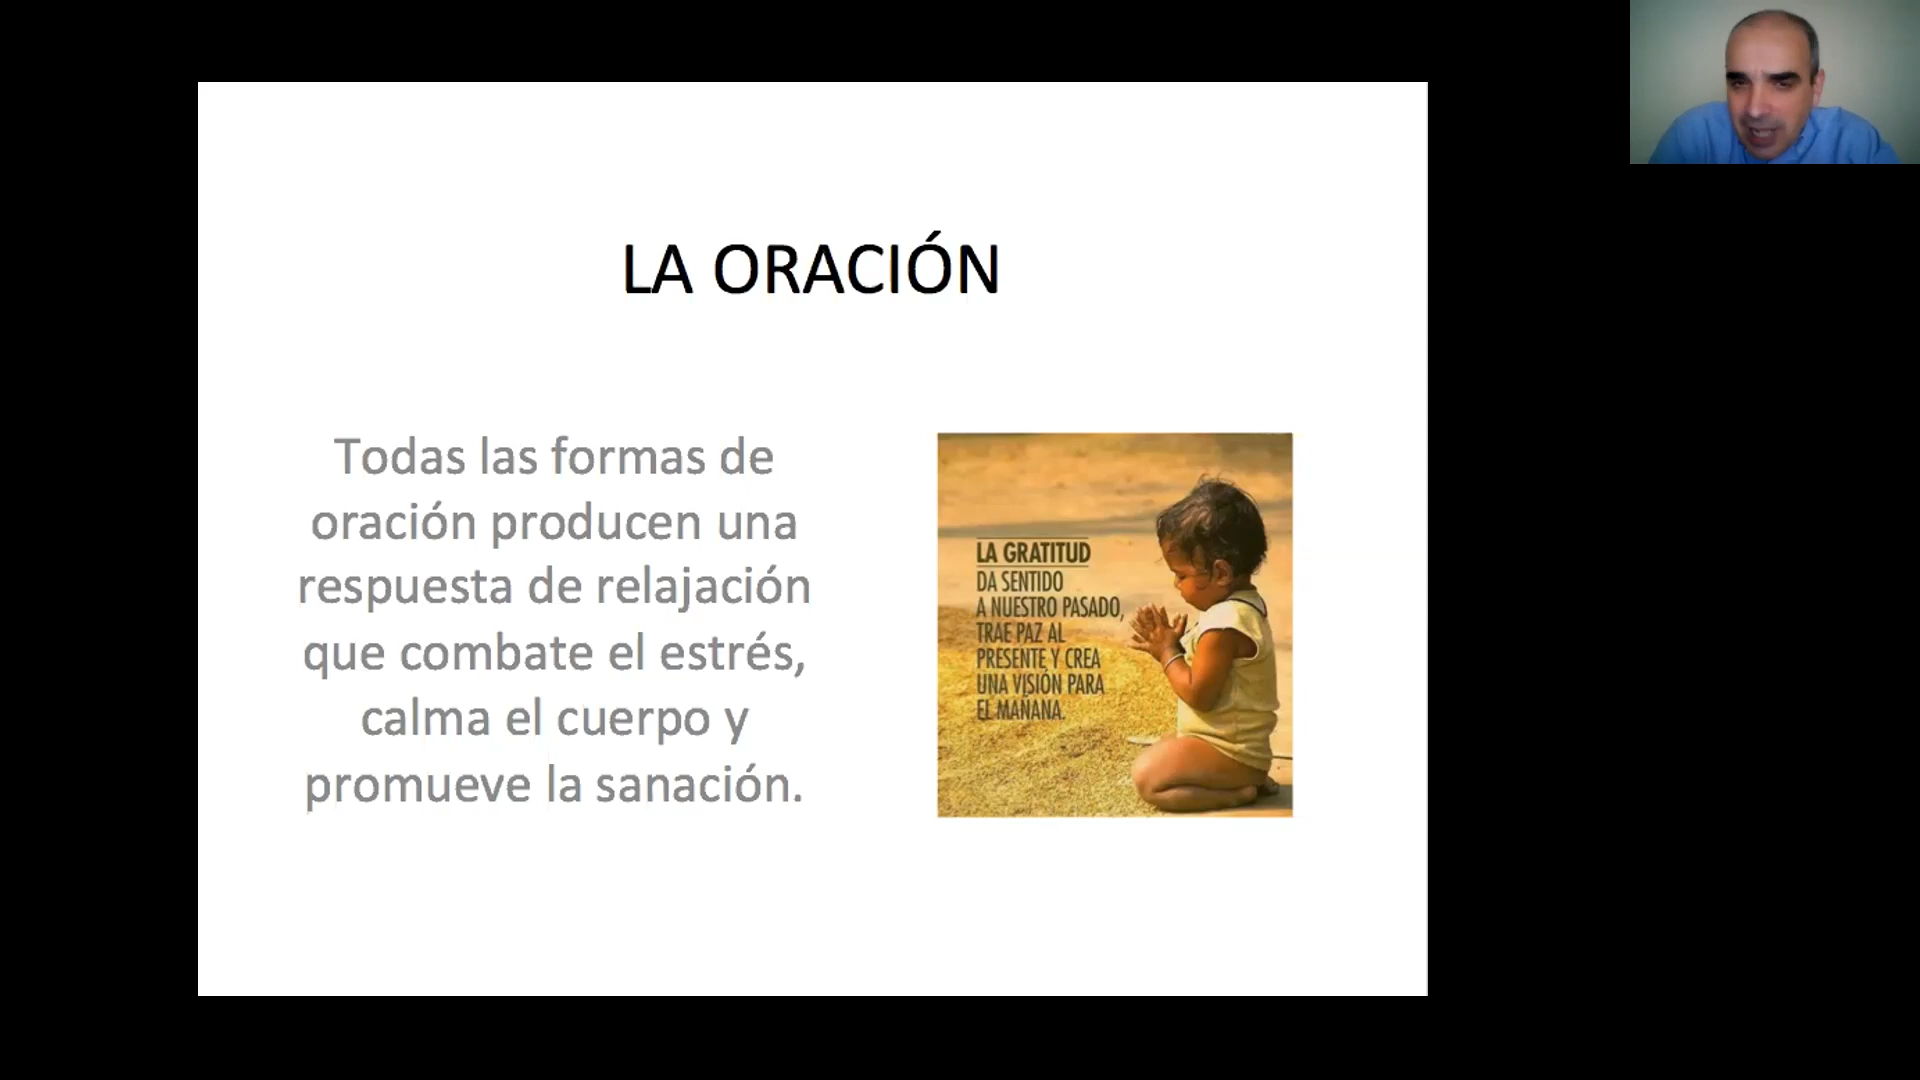 LA ORACIÓN
Todas las formas de
oración producen una
respuesta de relajación
que combate el estrés,
calma el cuerpo y
promueve la sanación.
LA GRATITUD
DA SENTIDO
A NUESTRO PASADO,
TRAE PAZ AL
PRESENTE Y CREA
UNA VISIÓN PARA
EL MAÑANA.